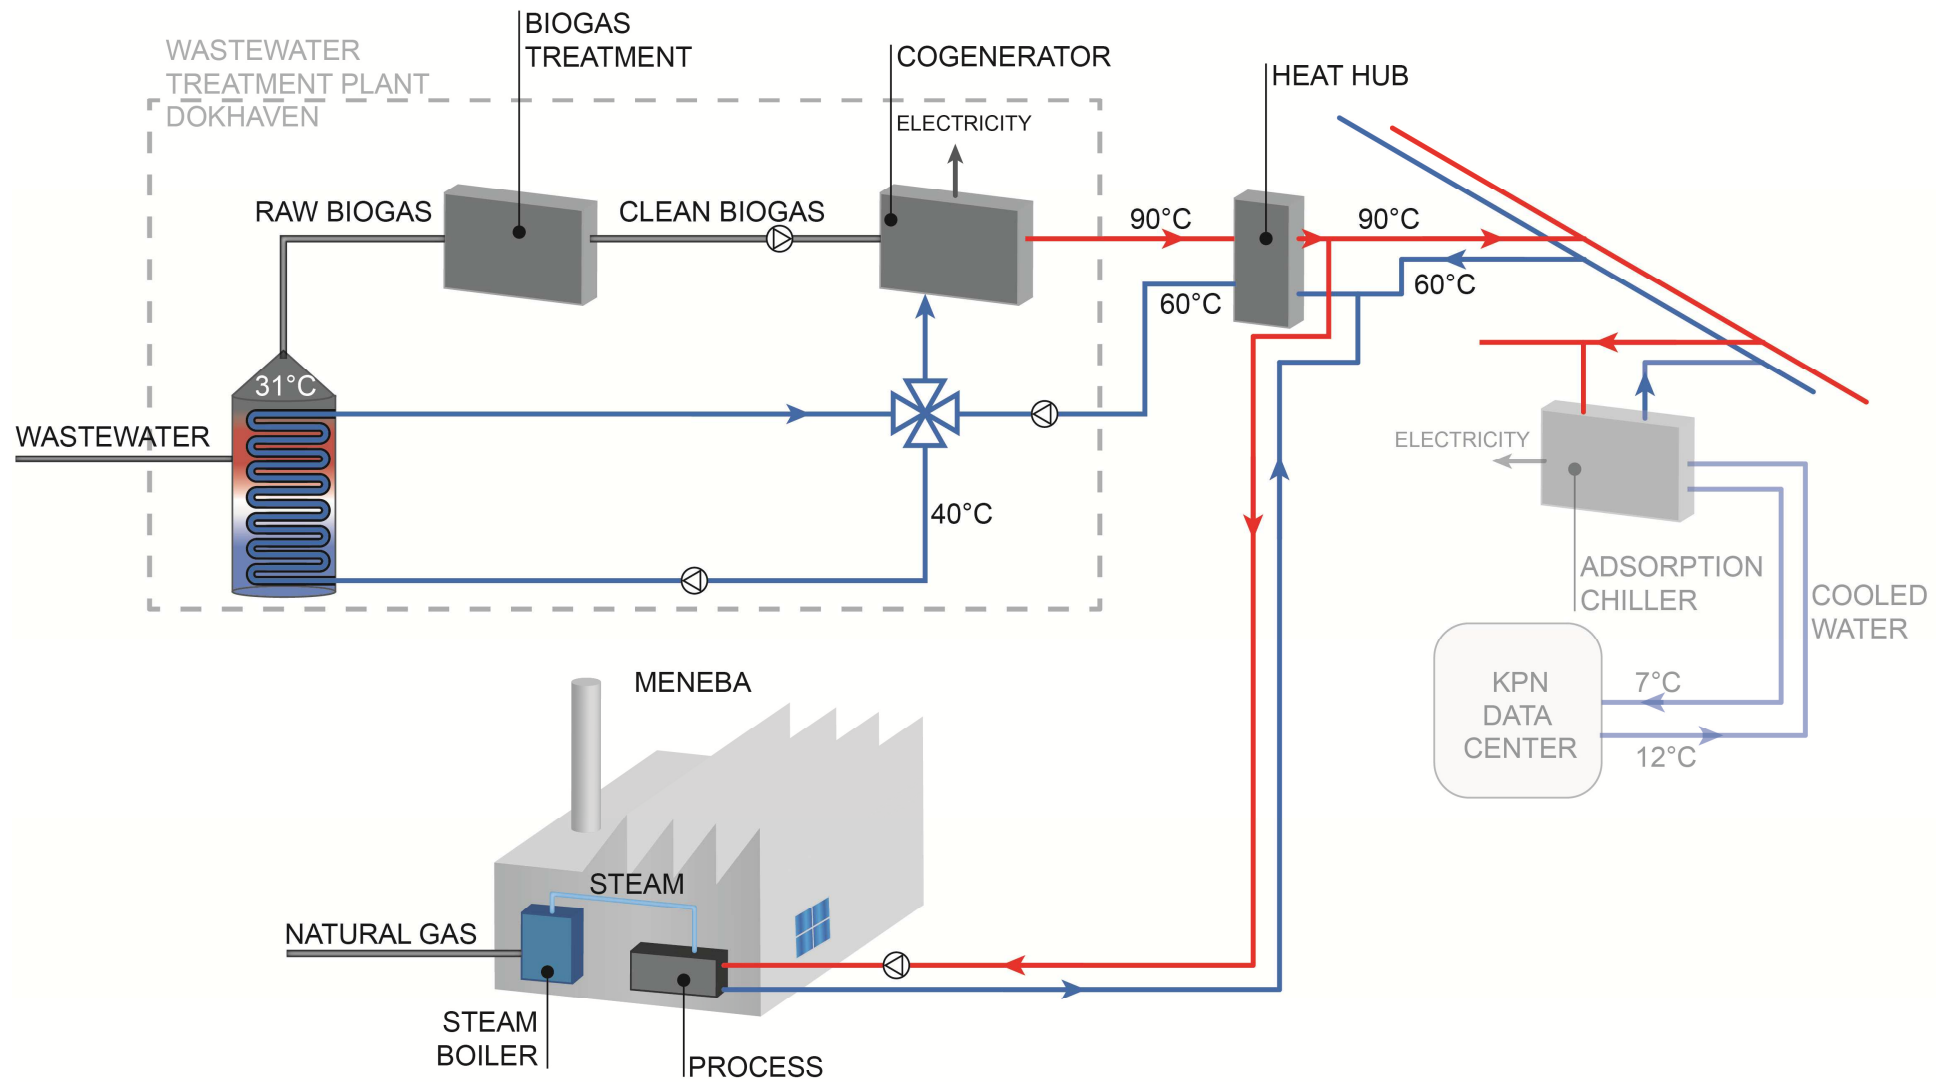 BIOGAS
TREATMENT
WASTEWATER
TREATMENT PLANT
DOKHAVEN
COGENERATOR
HEAT HUB
ELECTRICITY
RAW BIOGAS
CLEAN BIOGAS
90°C
90°C
60°C
60°C
31°C
WASTEWATER
40°C
ELECTRICITY
ADSORPTION
CHILLER
COOLED
WATER
KPN
DATA
CENTER
7°C
12°C
MENEBA
STEAM
NATURAL GAS
STEAM
BOILER
PROCESS